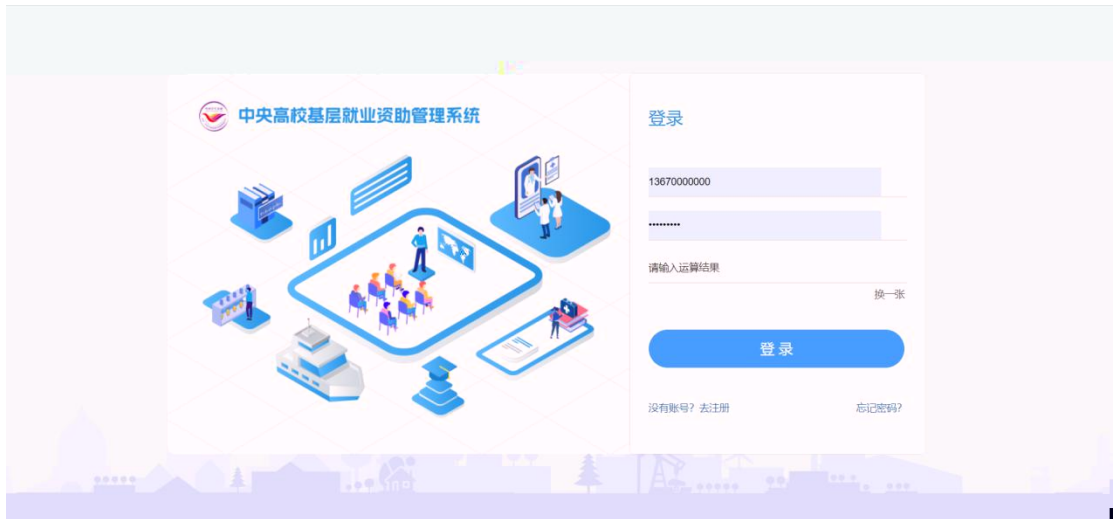 中央高校基层就业资助管理系统
登录
13670000000
•••••••••
请输入运算结果
换一张
登录
没有账号？去注册
忘记密码？